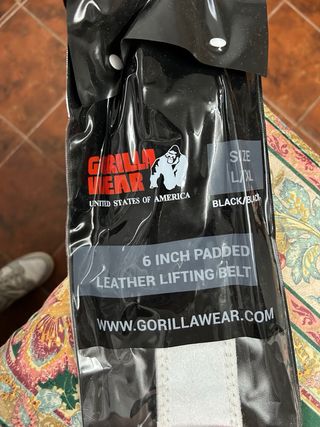 GORILLA
WEAR
UNITED STATES OF AMERICA
SIZE
L/XL
BLACK/BLACK
6 INCH PADDED
LEATHER LIFTING BELT
WWW.GORILLAWEAR.COM